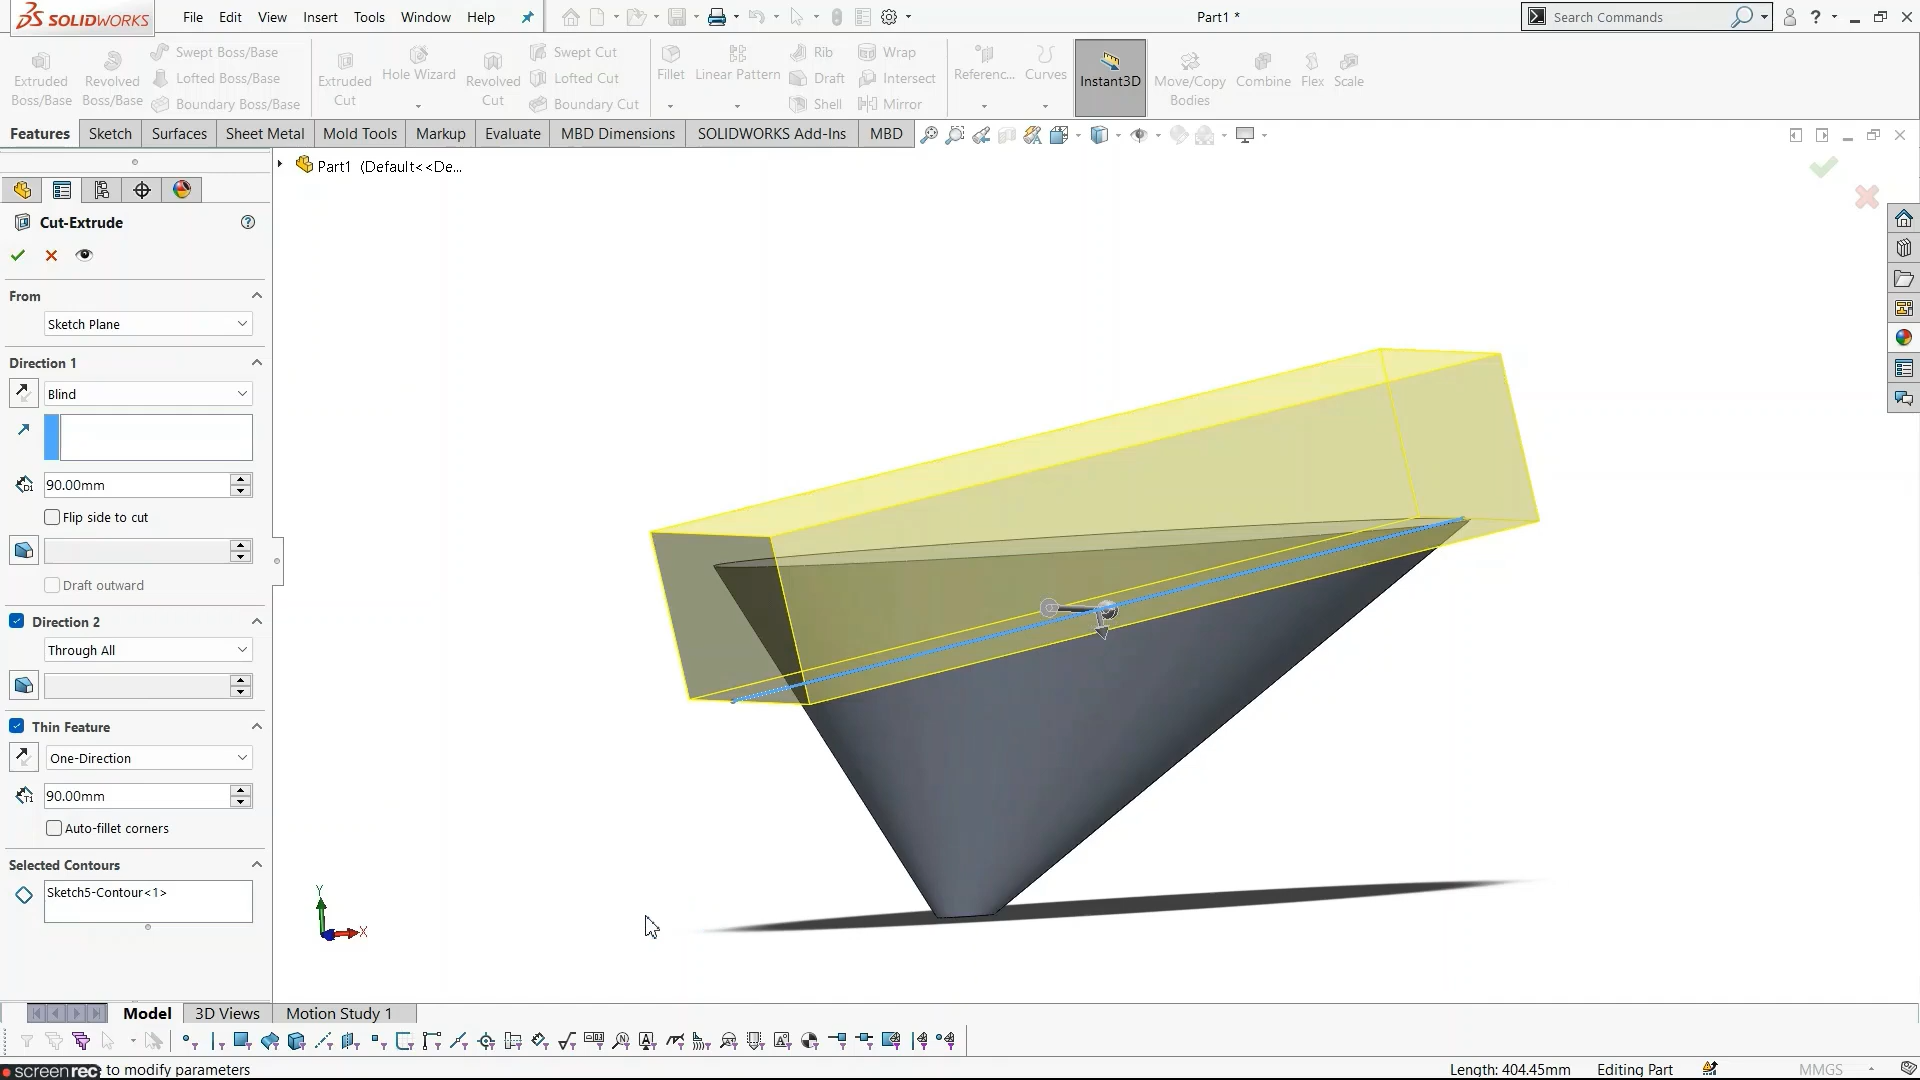 SOLIDWORKS File Edit View Insert Tools Window Help Part1 * Search Commands ?
Extruded Boss/Base
Revolved Boss/Base
Swept Boss/Base
Lofted Boss/Base
Boundary Boss/Base
Extruded Cut
Hole Wizard
Revolved Cut
Swept Cut
Lofted Cut
Boundary Cut
Fillet
Linear Pattern
Rib
Draft
Shell
Wrap
Intersect
Mirror
Referenc...
Curves
Instant3D
Move/Copy Bodies
Combine
Flex
Scale
Features Sketch Surfaces Sheet Metal Mold Tools Markup Evaluate MBD Dimensions SOLIDWORKS Add-Ins MBD
Part1 (Default<<De...
Cut-Extrude
From
Sketch Plane
Direction 1
Blind
D1 90.00mm
Flip side to cut
Draft outward
Direction 2
Through All
Thin Feature
One-Direction
T1 90.00mm
Auto-fillet corners
Selected Contours
Sketch5-Contour<1>
Y
X
Model 3D Views Motion Study 1
screenrec to modify parameters Length: 404.45mm Editing Part MMGS